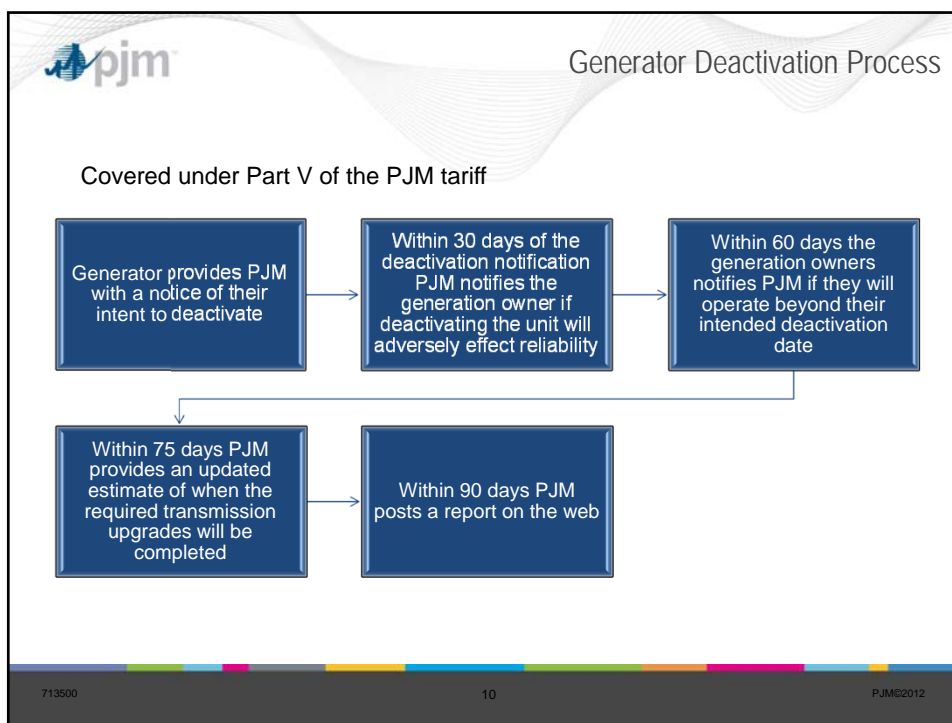 pjm
Generator Deactivation Process
Covered under Part V of the PJM tariff
Generator provides PJM
with a notice of their
intent to deactivate
Within 30 days of the
deactivation notification
PJM notifies the
generation owner if
deactivating the unit will
adversely effect reliability
Within 60 days the
generation owners
notifies PJM if they will
operate beyond their
intended deactivation
date
Within 75 days PJM
provides an updated
estimate of when the
required transmission
upgrades will be
completed
Within 90 days PJM
posts a report on the web
713500
10
PJM©2012